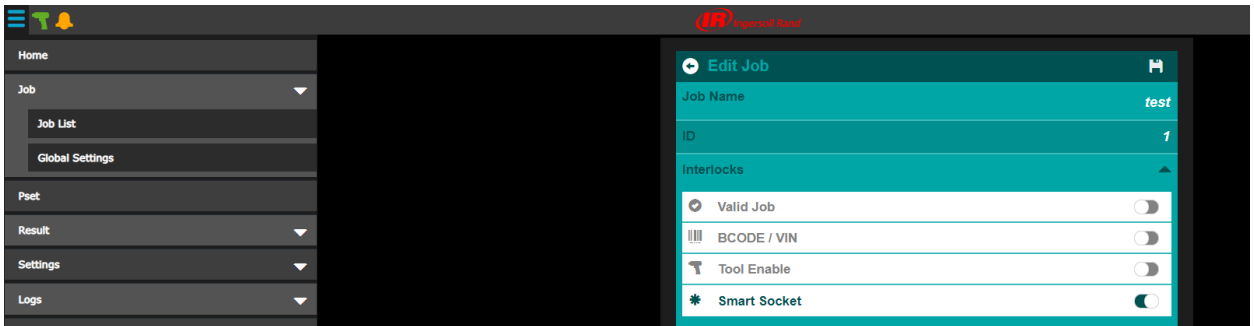 IR Ingersoll Rand
Home
Job
Job List
Global Settings
Pset
Result
Settings
Logs
Edit Job
Job Name
test
ID
1
Interlocks
Valid Job
BCODE / VIN
Tool Enable
Smart Socket